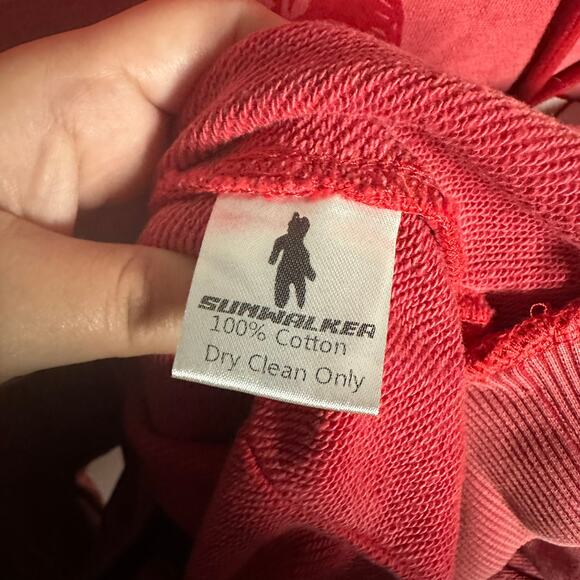 SUNWALKER
100% Cotton
Dry Clean Only